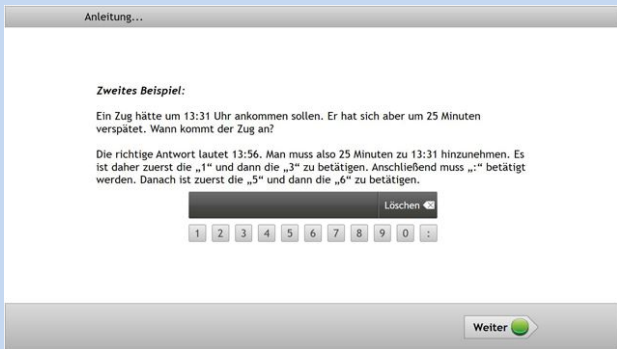 Anleitung...
Zweites Beispiel:
Ein Zug hätte um 13:31 Uhr ankommen sollen. Er hat sich aber um 25 Minuten
verspätet. Wann kommt der Zug an?
Die richtige Antwort lautet 13:56. Man muss also 25 Minuten zu 13:31 hinzunehmen. Es
ist daher zuerst die „1“ und dann die „3“ zu betätigen. Anschließend muss „:“ betätigt
werden. Danach ist zuerst die „5“ und dann die „6“ zu betätigen.
Löschen
1 2 3 4 5 6 7 8 9 0 :
Weiter